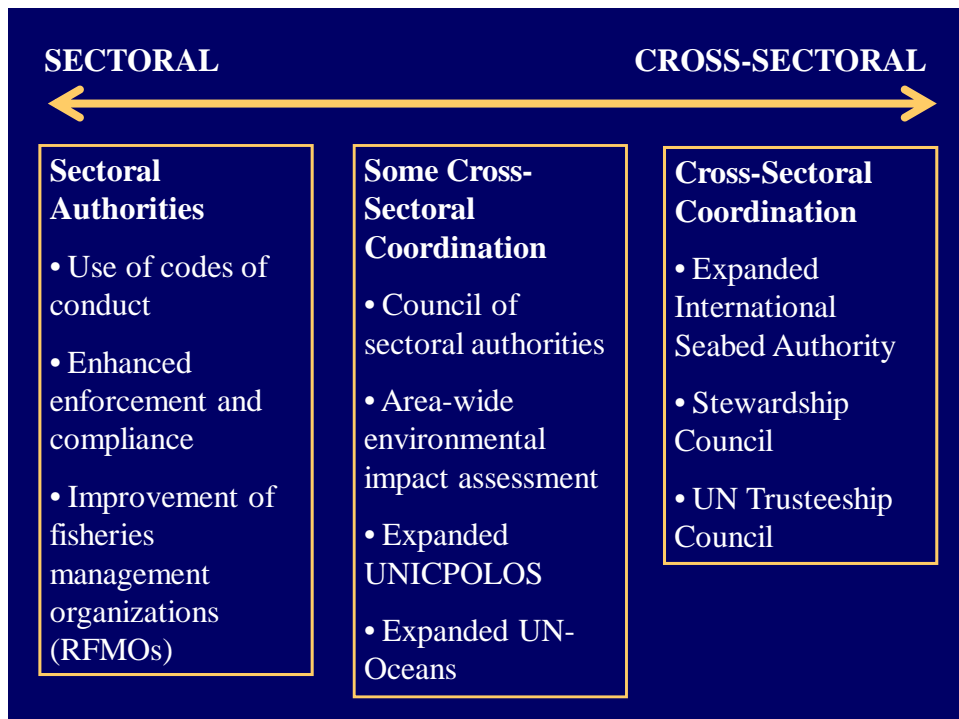 SECTORAL
CROSS-SECTORAL
Sectoral
Authorities
• Use of codes of
conduct
• Enhanced
enforcement and
compliance
• Improvement of
fisheries
management
organizations
(RFMOs)
Some Cross-
Sectoral
Coordination
• Council of
sectoral authorities
• Area-wide
environmental
impact assessment
• Expanded
UNICPOLOS
• Expanded UN-
Oceans
Cross-Sectoral
Coordination
• Expanded
International
Seabed Authority
• Stewardship
Council
• UN Trusteeship
Council